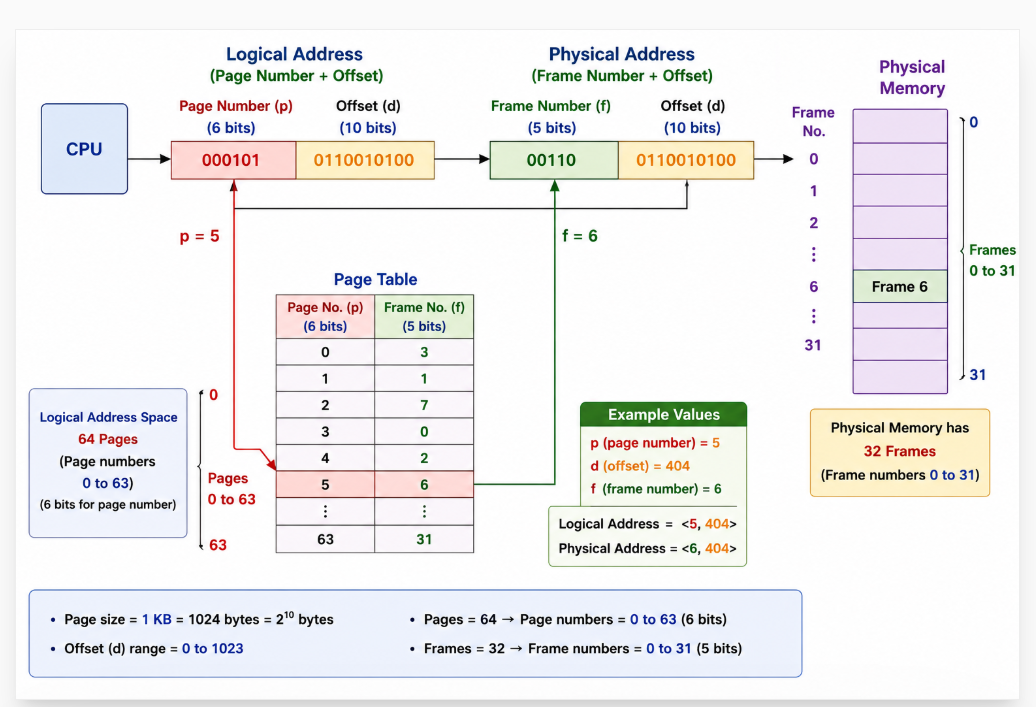 Logical Address
(Page Number + Offset)
Physical Address
(Frame Number + Offset)
Physical
Memory
Page Number (p)
(6 bits)
Offset (d)
(10 bits)
Frame Number (f)
(5 bits)
Offset (d)
(10 bits)
Frame
No.
CPU
000101
0110010100
00110
0110010100
0
1
2
⋮
6
⋮
31
Frame 6
0
Frames
0 to 31
31
p = 5
f = 6
Page Table
Page No. (p) Frame No. (f)
(6 bits) (5 bits)
0 3
1 1
2 7
3 0
4 2
5 6
⋮ ⋮
63 31
Logical Address Space
64 Pages
(Page numbers
0 to 63)
(6 bits for page number)
0
Pages
0 to 63
63
Example Values
p (page number) = 5
d (offset) = 404
f (frame number) = 6
Logical Address = <5, 404>
Physical Address = <6, 404>
Physical Memory has
32 Frames
(Frame numbers 0 to 31)
• Page size = 1 KB = 1024 bytes = 2¹⁰ bytes
• Offset (d) range = 0 to 1023
• Pages = 64 → Page numbers = 0 to 63 (6 bits)
• Frames = 32 → Frame numbers = 0 to 31 (5 bits)